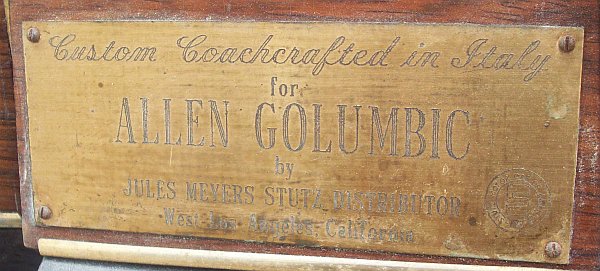 Custom Coachcrafted in Italy
for
ALLEN GOLUMBIC
by
JULES MEYERS STUTZ DISTRIBUTOR
West Los Angeles, California